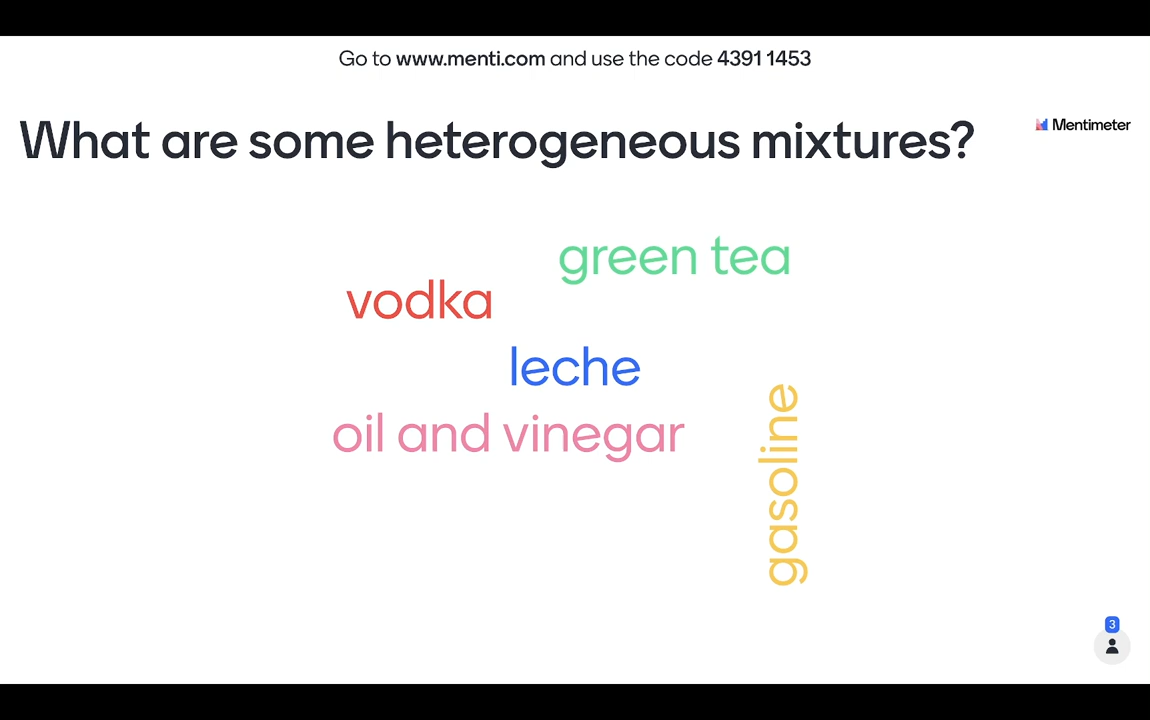 Go to www.menti.com and use the code 4391 1453
What are some heterogeneous mixtures?
Mentimeter
green tea
vodka
leche
oil and vinegar
gasoline
3